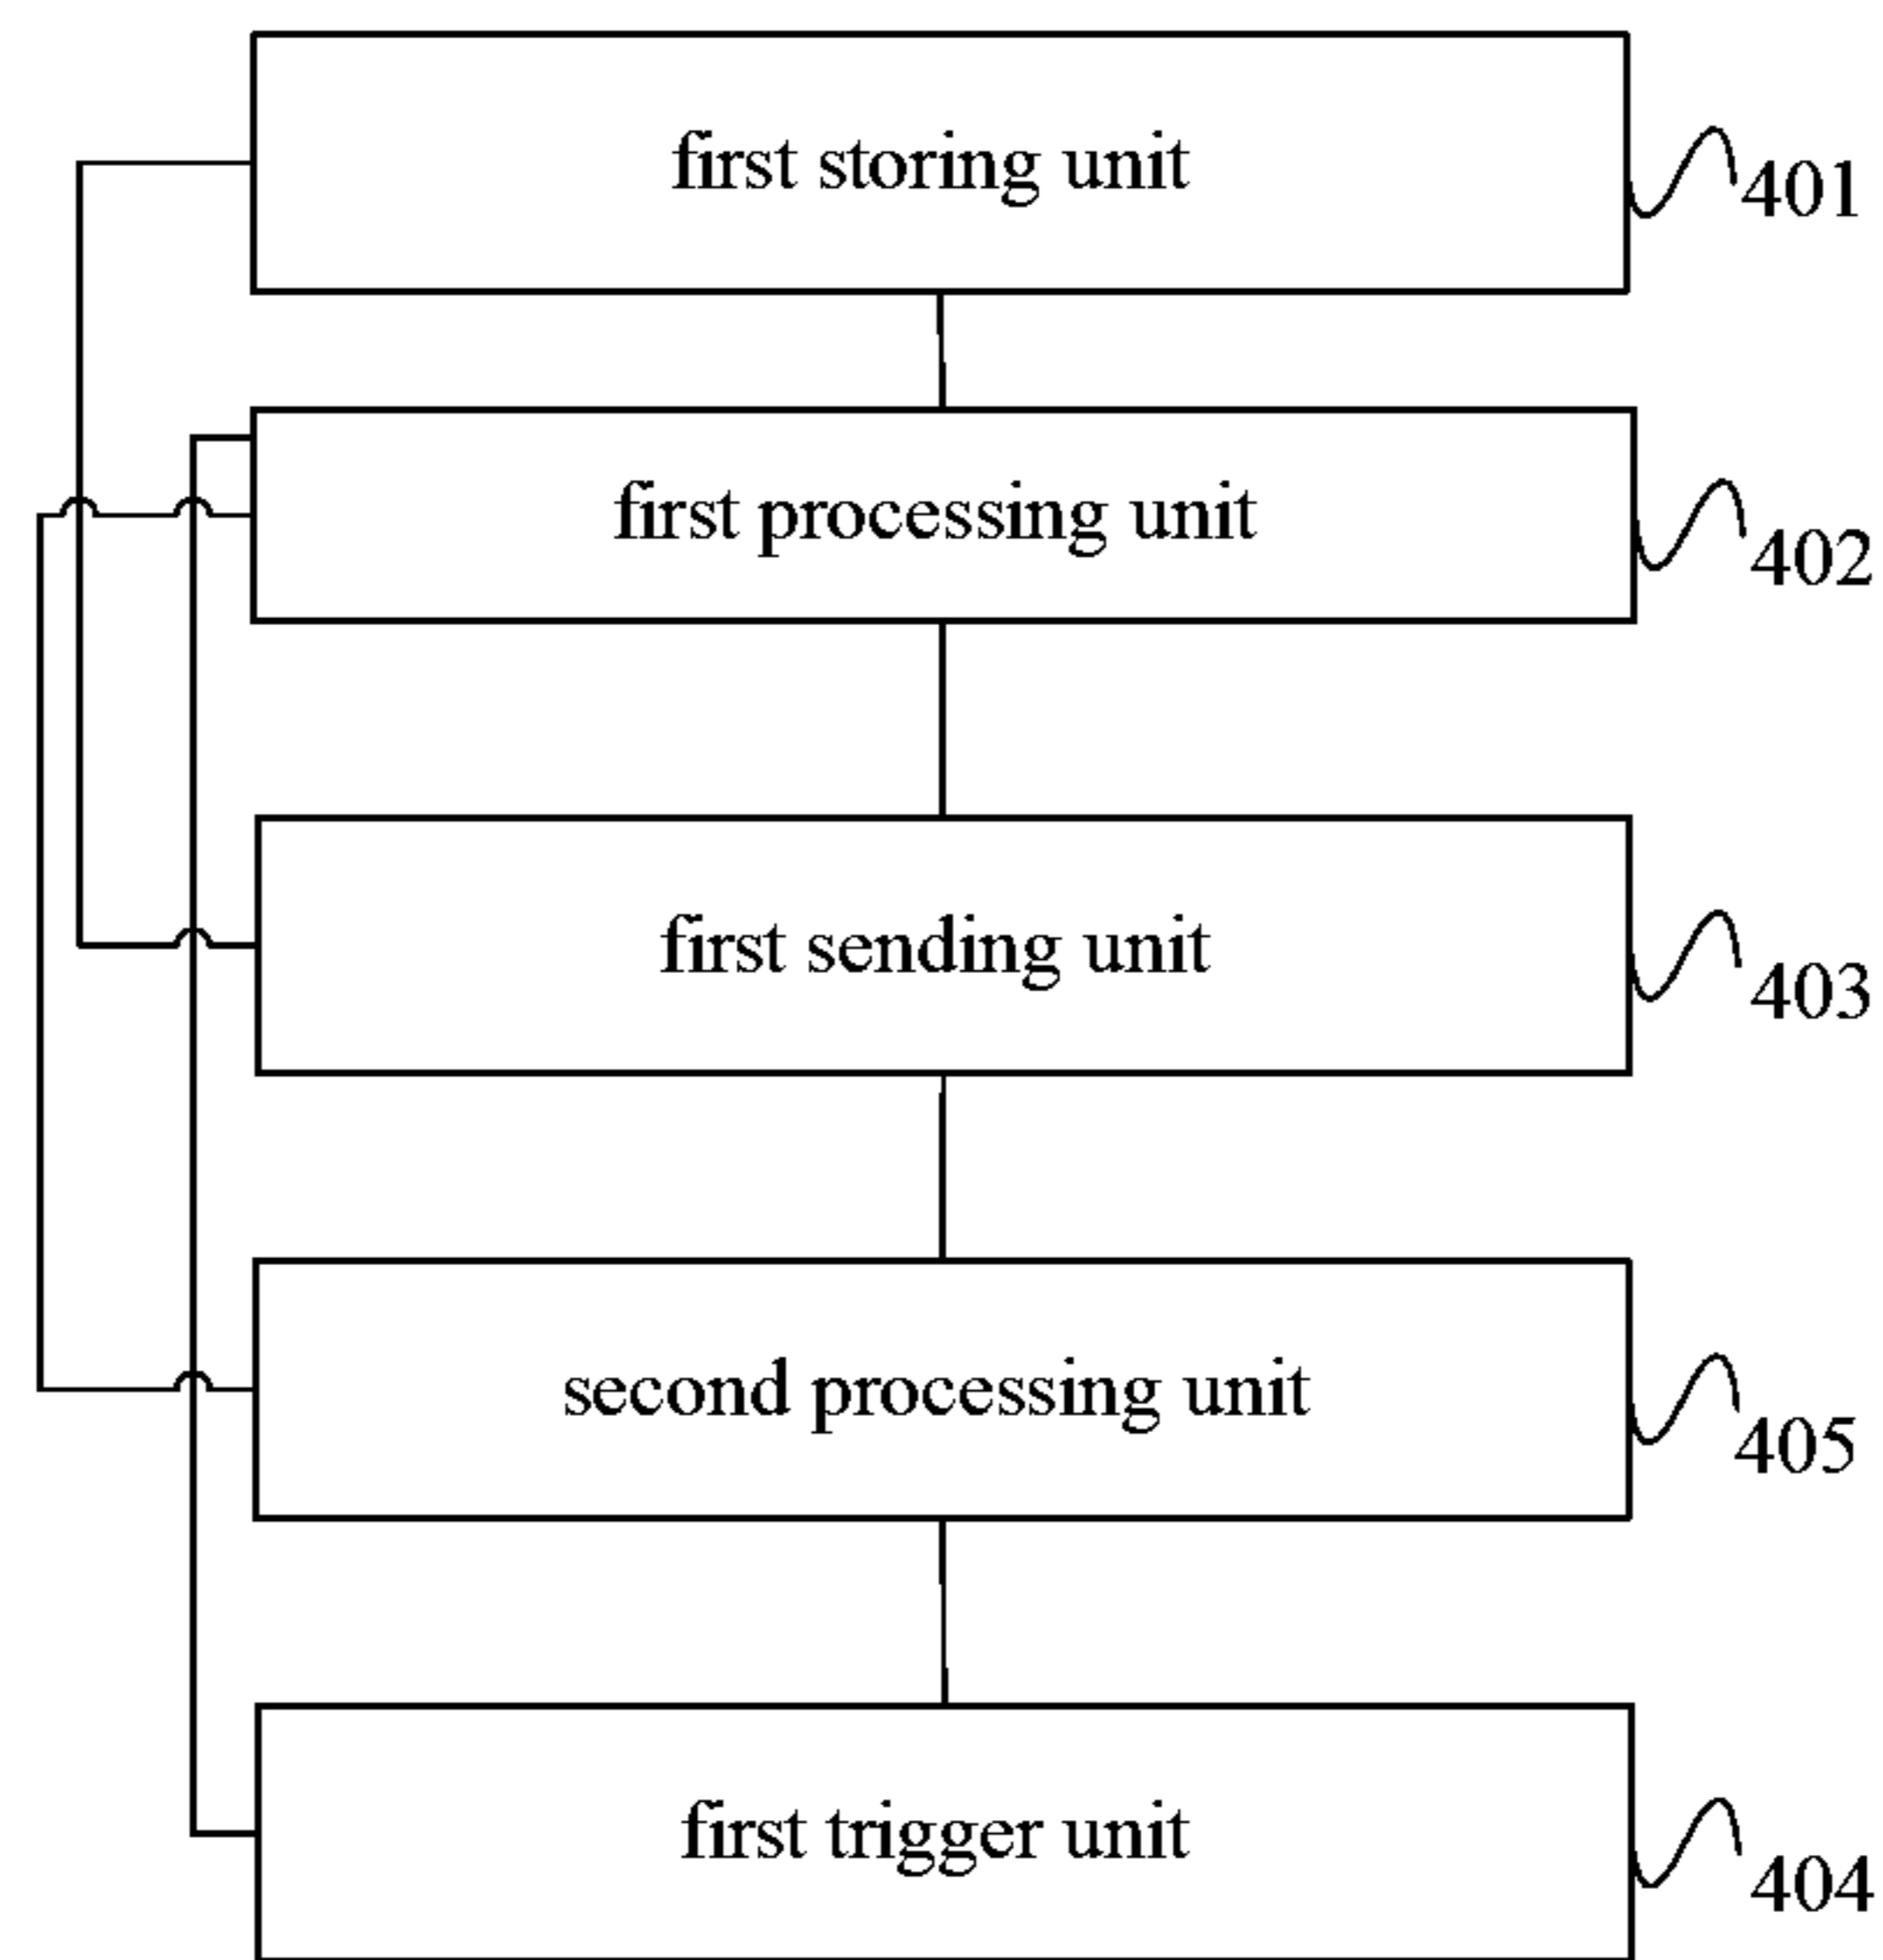 first storing unit
401
first processing unit
402
first sending unit
403
second processing unit
405
first trigger unit
404